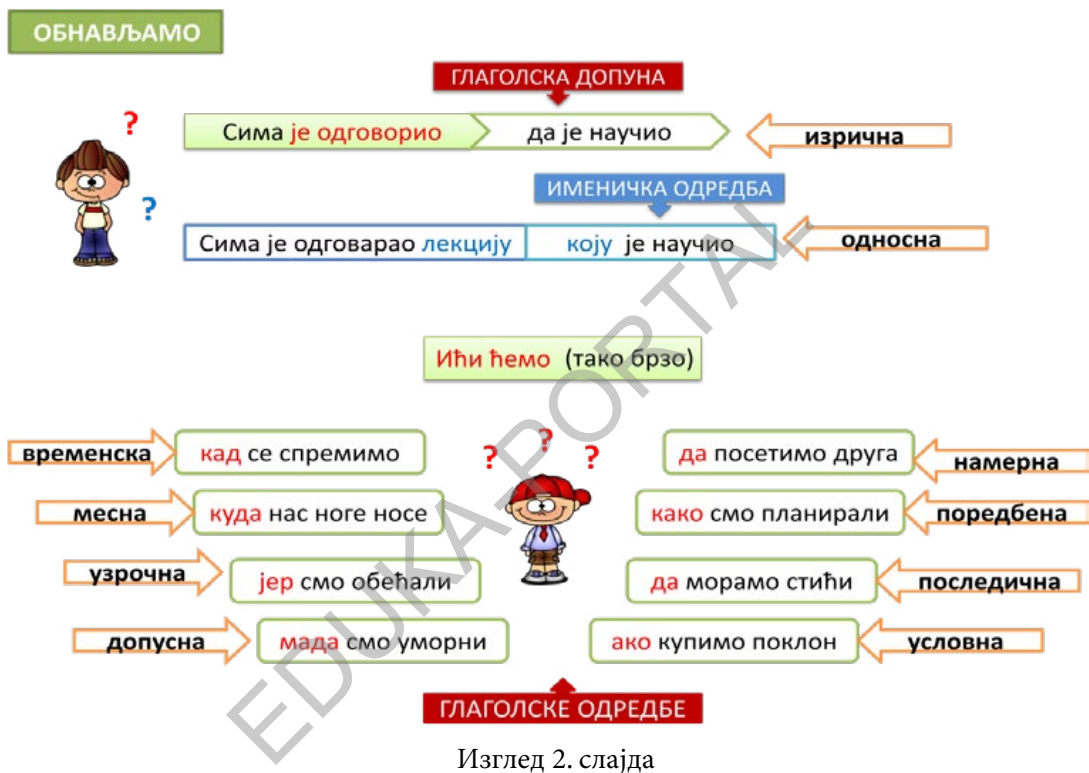 ОБНАВЉАМО
ГЛАГОЛСКА ДОПУНА
?
Сима је одговорио да је научио изрична
?
ИМЕНИЧКА ОДРЕДБА
Сима је одговарао лекцију коју је научио односна
Ићи ћемо (тако брзо)
? ? ?
временска кад се спремимо да посетимо друга намерна
месна куда нас ноге носе како смо планирали поредбена
узрочна јер смо обећали да морамо стићи последична
допусна мада смо уморни ако купимо поклон условна
ГЛАГОЛСКЕ ОДРЕДБЕ
EDUKA-PORTAL
Изглед 2. слајда